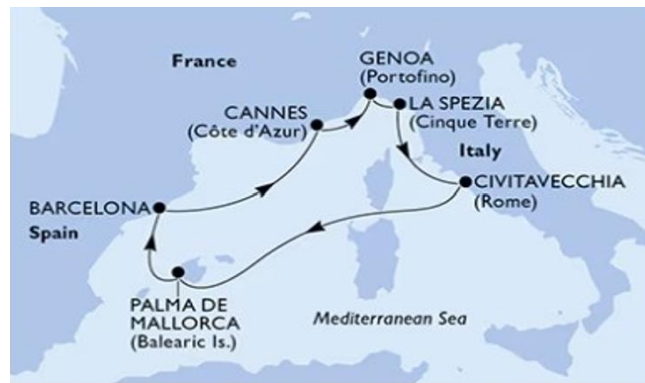 France
GENOA
(Portofino)
CANNES
(Côte d'Azur)
LA SPEZIA
(Cinque Terre)
Italy
CIVITAVECCHIA
(Rome)
BARCELONA
Spain
PALMA DE
MALLORCA
(Balearic Is.)
Mediterranean Sea